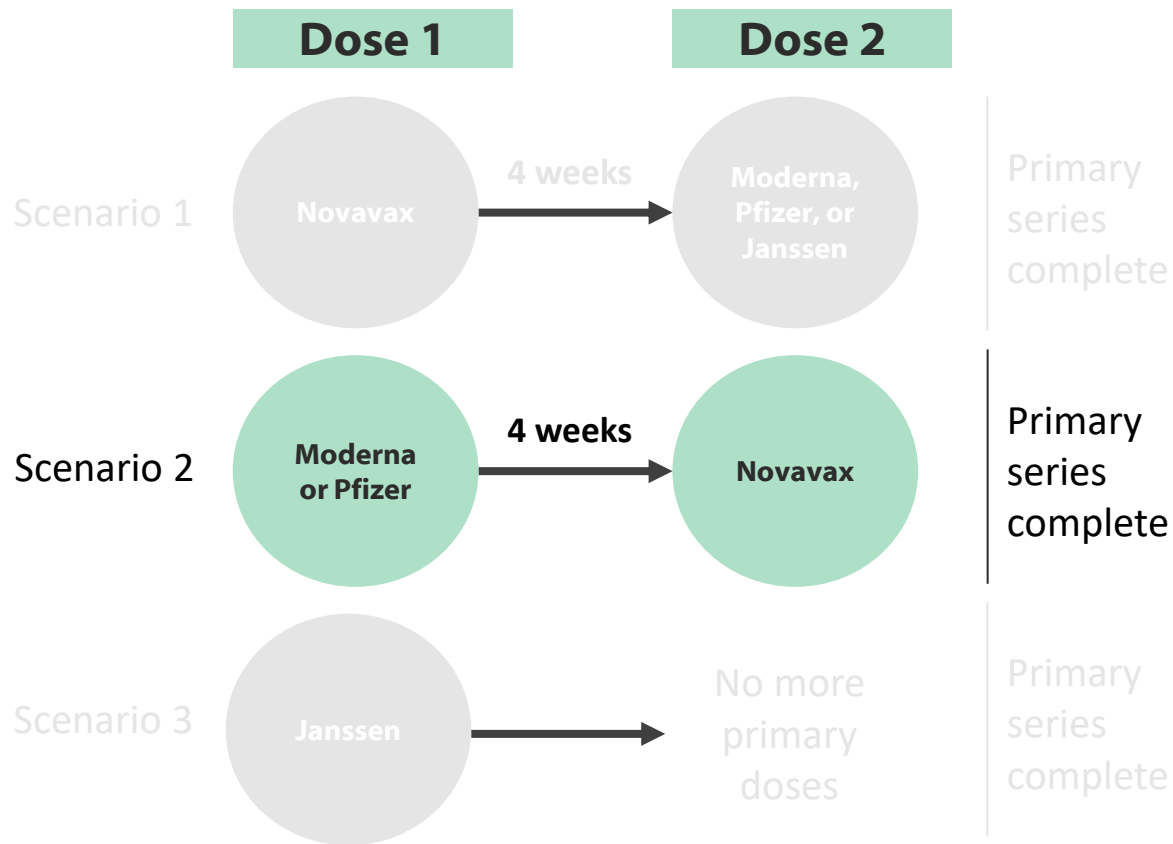 Dose 1
Dose 2
Scenario 1
Novavax
4 weeks
Moderna,
Pfizer, or
Janssen
Primary
series
complete
Scenario 2
Moderna
or Pfizer
4 weeks
Novavax
Primary
series
complete
Scenario 3
Janssen
No more
primary
doses
Primary
series
complete